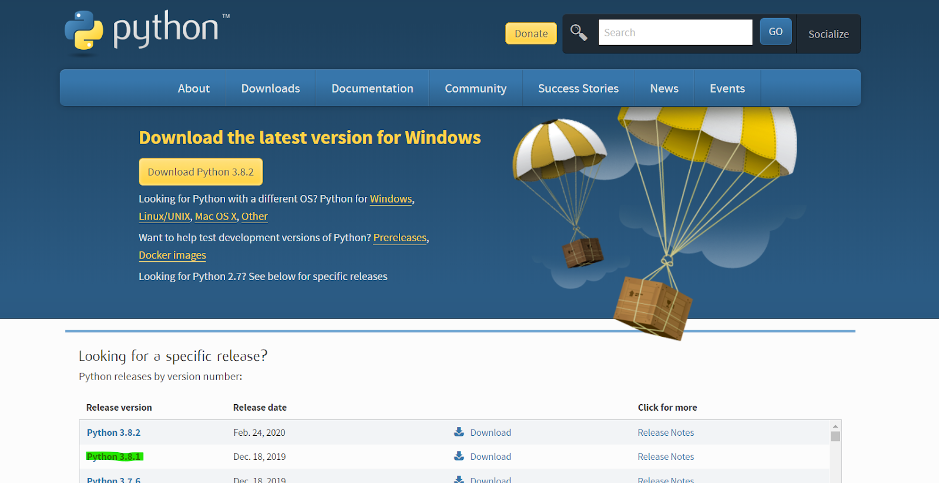 python™
Donate
Search
GO
Socialize
About Downloads Documentation Community Success Stories News Events
Download the latest version for Windows
Download Python 3.8.2
Looking for Python with a different OS? Python for Windows,
Linux/UNIX, Mac OS X, Other
Want to help test development versions of Python? Prereleases,
Docker images
Looking for Python 2.7? See below for specific releases
Looking for a specific release?
Python releases by version number:
Release version Release date Click for more
Python 3.8.2 Feb. 24, 2020 Download Release Notes
Python 3.8.1 Dec. 18, 2019 Download Release Notes
Python 3.7.6 Dec. 18, 2019 Download Release Notes